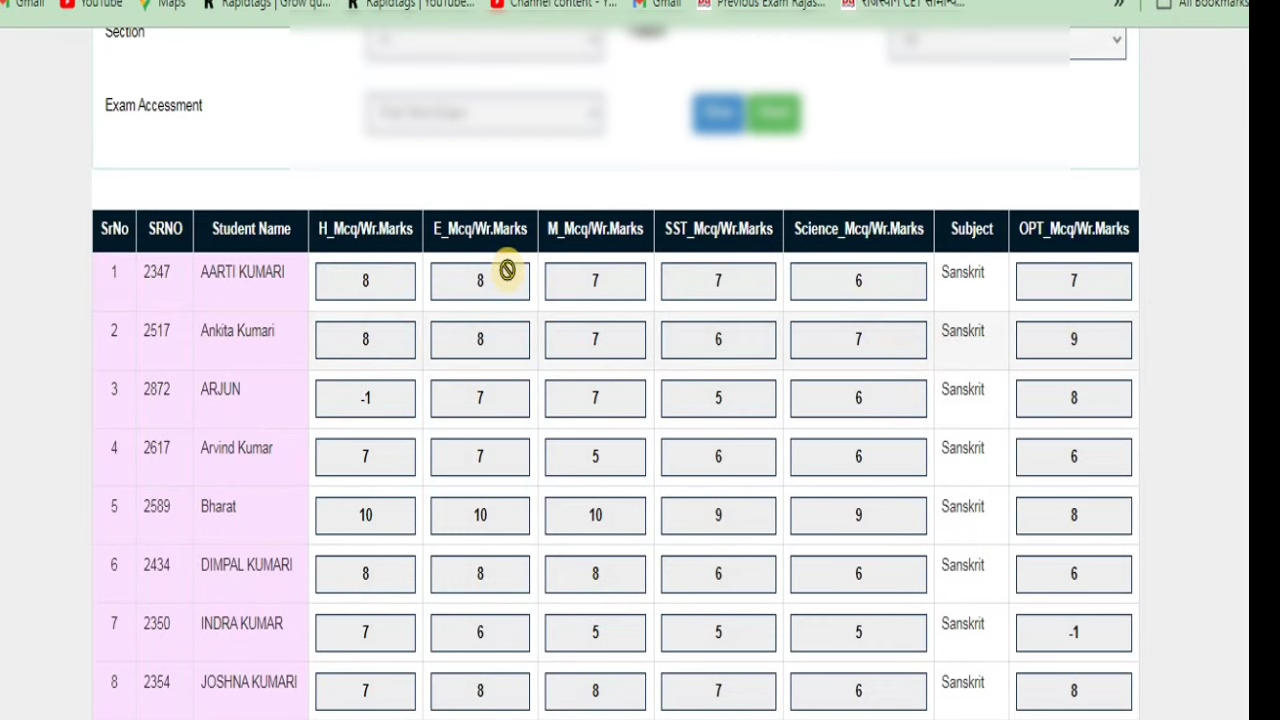 Gmail YouTube Maps Rapidtags | Grow qu... Rapidtags | YouTube... Channel content - Y... Gmail Previous Exam Rajas... राजस्थान CET सामान्य... » All Bookmarks
Section
Exam Accessment
SrNo SRNO Student Name H_Mcq/Wr.Marks E_Mcq/Wr.Marks M_Mcq/Wr.Marks SST_Mcq/Wr.Marks Science_Mcq/Wr.Marks Subject OPT_Mcq/Wr.Marks
1 2347 AARTI KUMARI 8 8 7 7 6 Sanskrit 7
2 2517 Ankita Kumari 8 8 7 6 7 Sanskrit 9
3 2872 ARJUN -1 7 7 5 6 Sanskrit 8
4 2617 Arvind Kumar 7 7 5 6 6 Sanskrit 6
5 2589 Bharat 10 10 10 9 9 Sanskrit 8
6 2434 DIMPAL KUMARI 8 8 8 6 6 Sanskrit 6
7 2350 INDRA KUMAR 7 6 5 5 5 Sanskrit -1
8 2354 JOSHNA KUMARI 7 8 8 7 6 Sanskrit 8